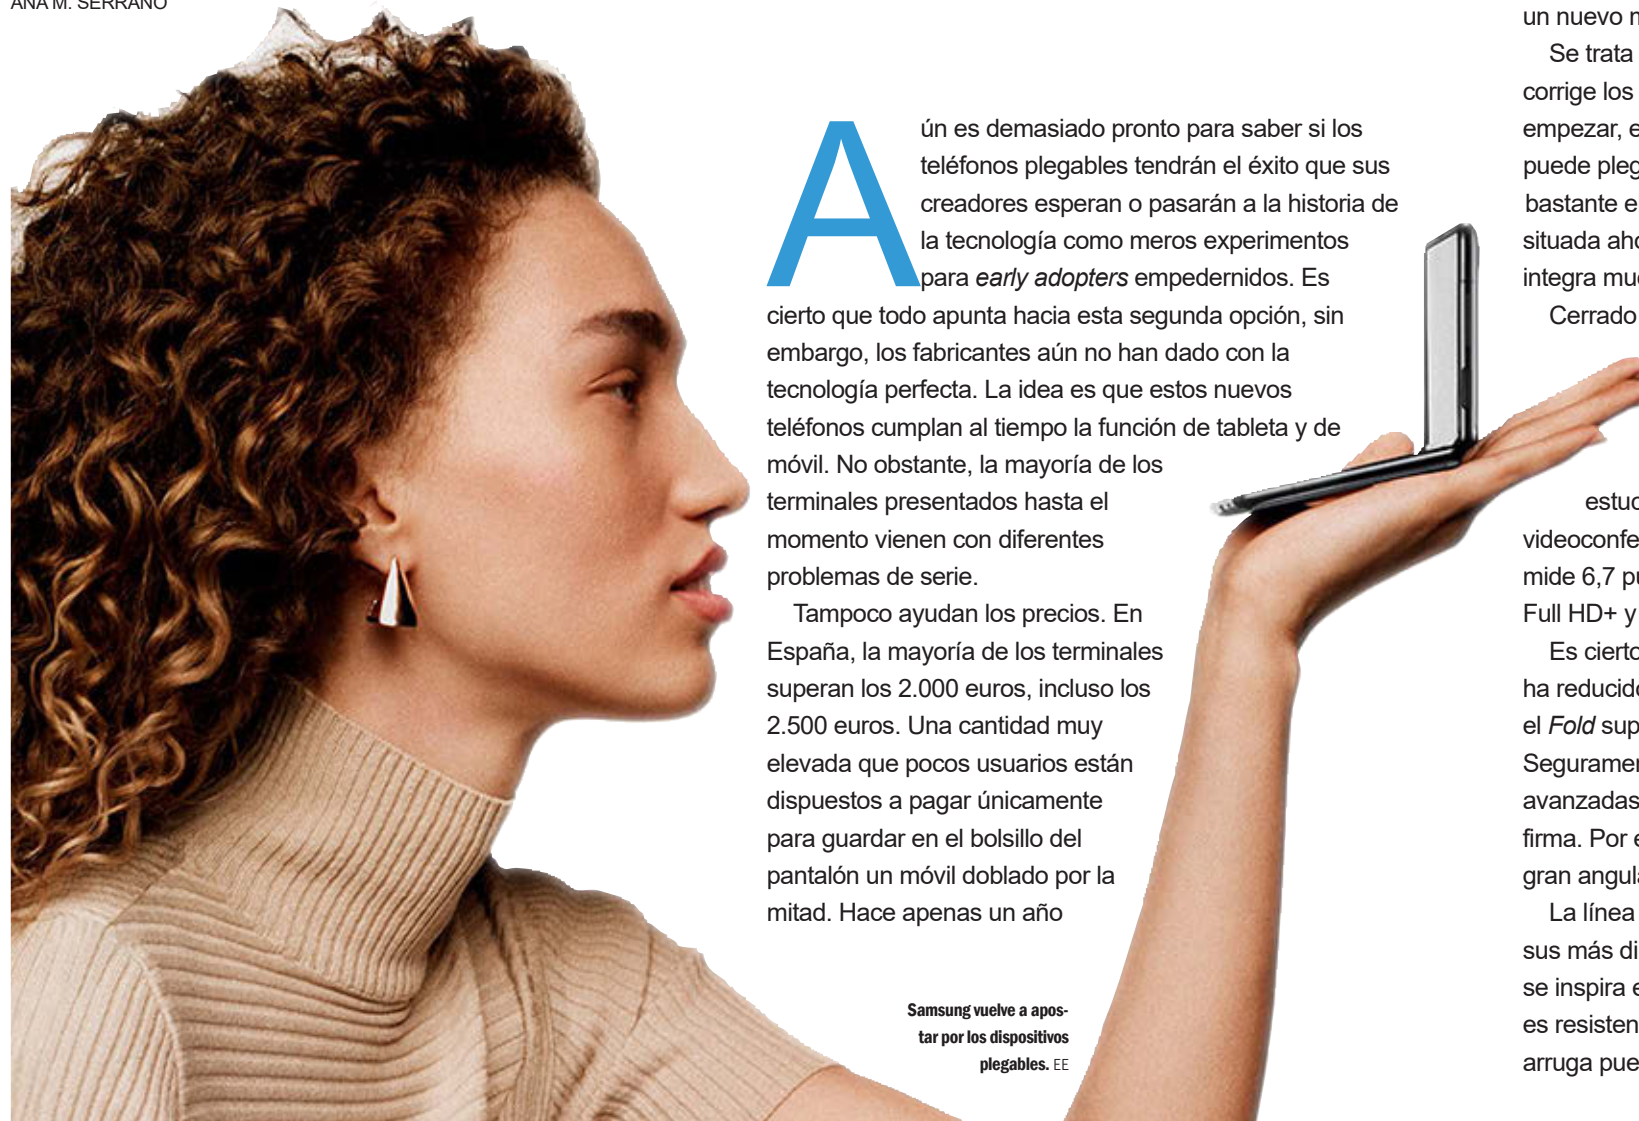 ANA M. SERRANO
Aún es demasiado pronto para saber si los
teléfonos plegables tendrán el éxito que sus
creadores esperan o pasarán a la historia de
la tecnología como meros experimentos
para early adopters empedernidos. Es
cierto que todo apunta hacia esta segunda opción, sin
embargo, los fabricantes aún no han dado con la
tecnología perfecta. La idea es que estos nuevos
teléfonos cumplan al tiempo la función de tableta y de
móvil. No obstante, la mayoría de los
terminales presentados hasta el
momento vienen con diferentes
problemas de serie.
Tampoco ayudan los precios. En
España, la mayoría de los terminales
superan los 2.000 euros, incluso los
2.500 euros. Una cantidad muy
elevada que pocos usuarios están
dispuestos a pagar únicamente
para guardar en el bolsillo del
pantalón un móvil doblado por la
mitad. Hace apenas un año
Samsung vuelve a apos-
tar por los dispositivos
plegables. EE
un nuevo
Se trata
corrige los
empezar,
puede
bastante
situada
integra
Cerrado
mide 6,7
Full HD+ y
Es cierto
ha
el Fold
avanzadas
firma. Por
gran
La línea
sus más
se inspira
es
arruga